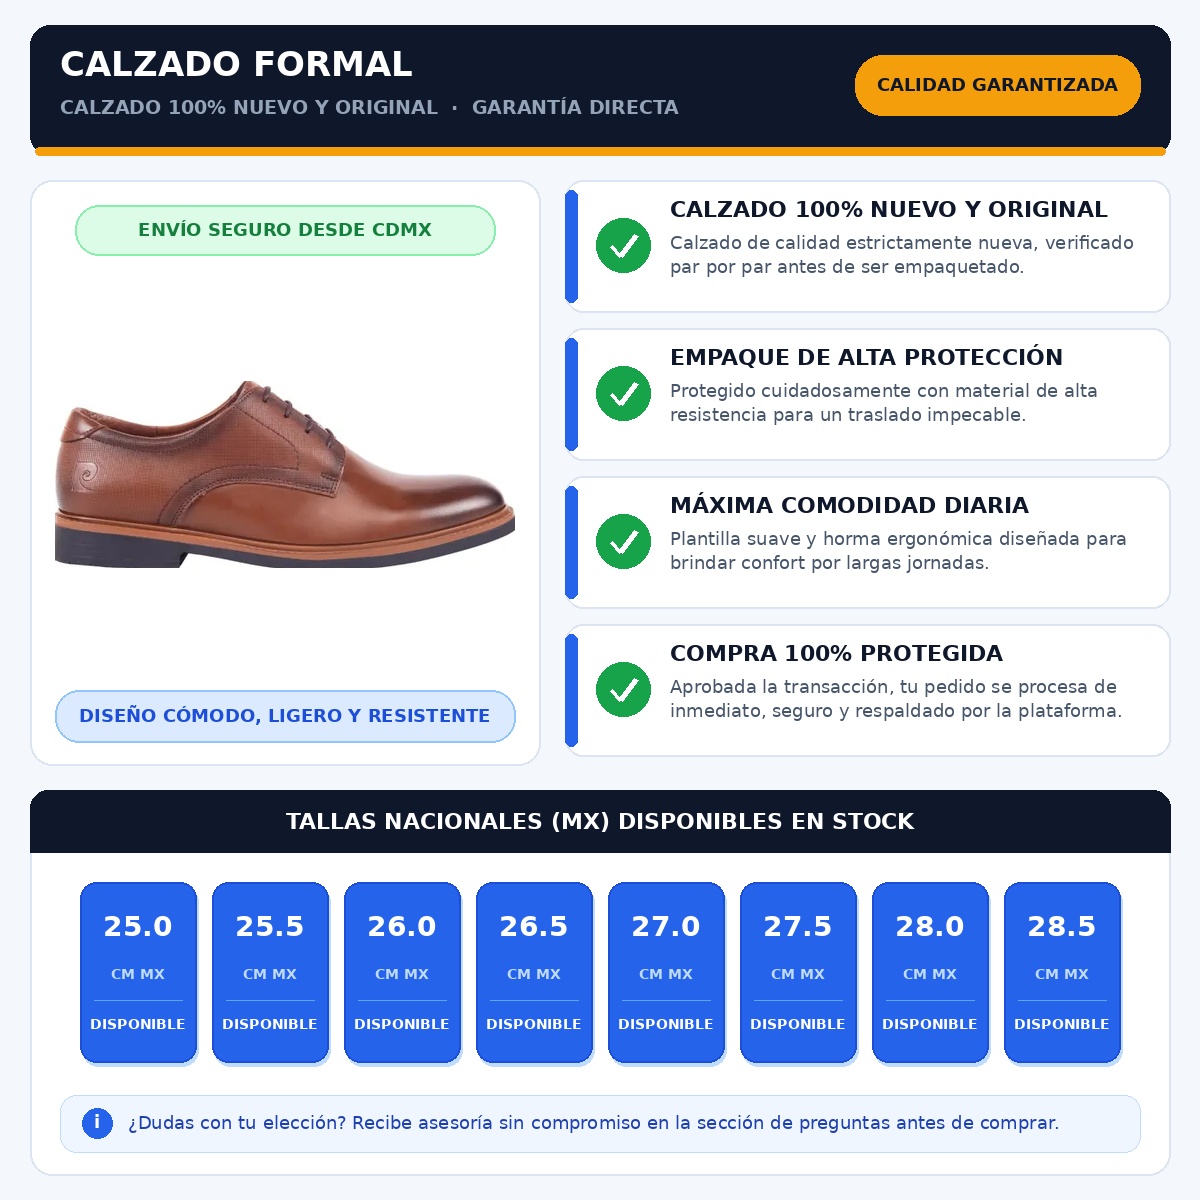 CALZADO FORMAL
CALZADO 100% NUEVO Y ORIGINAL · GARANTÍA DIRECTA
CALIDAD GARANTIZADA
ENVÍO SEGURO DESDE CDMX
DISEÑO CÓMODO, LIGERO Y RESISTENTE
CALZADO 100% NUEVO Y ORIGINAL
Calzado de calidad estrictamente nueva, verificado
par por par antes de ser empaquetado.
EMPAQUE DE ALTA PROTECCIÓN
Protegido cuidadosamente con material de alta
resistencia para un traslado impecable.
MÁXIMA COMODIDAD DIARIA
Plantilla suave y horma ergonómica diseñada para
brindar confort por largas jornadas.
COMPRA 100% PROTEGIDA
Aprobada la transacción, tu pedido se procesa de
inmediato, seguro y respaldado por la plataforma.
TALLAS NACIONALES (MX) DISPONIBLES EN STOCK
25.0 25.5 26.0 26.5 27.0 27.5 28.0 28.5
CM MX CM MX CM MX CM MX CM MX CM MX CM MX CM MX
DISPONIBLE DISPONIBLE DISPONIBLE DISPONIBLE DISPONIBLE DISPONIBLE DISPONIBLE DISPONIBLE
i ¿Dudas con tu elección? Recibe asesoría sin compromiso en la sección de preguntas antes de comprar.